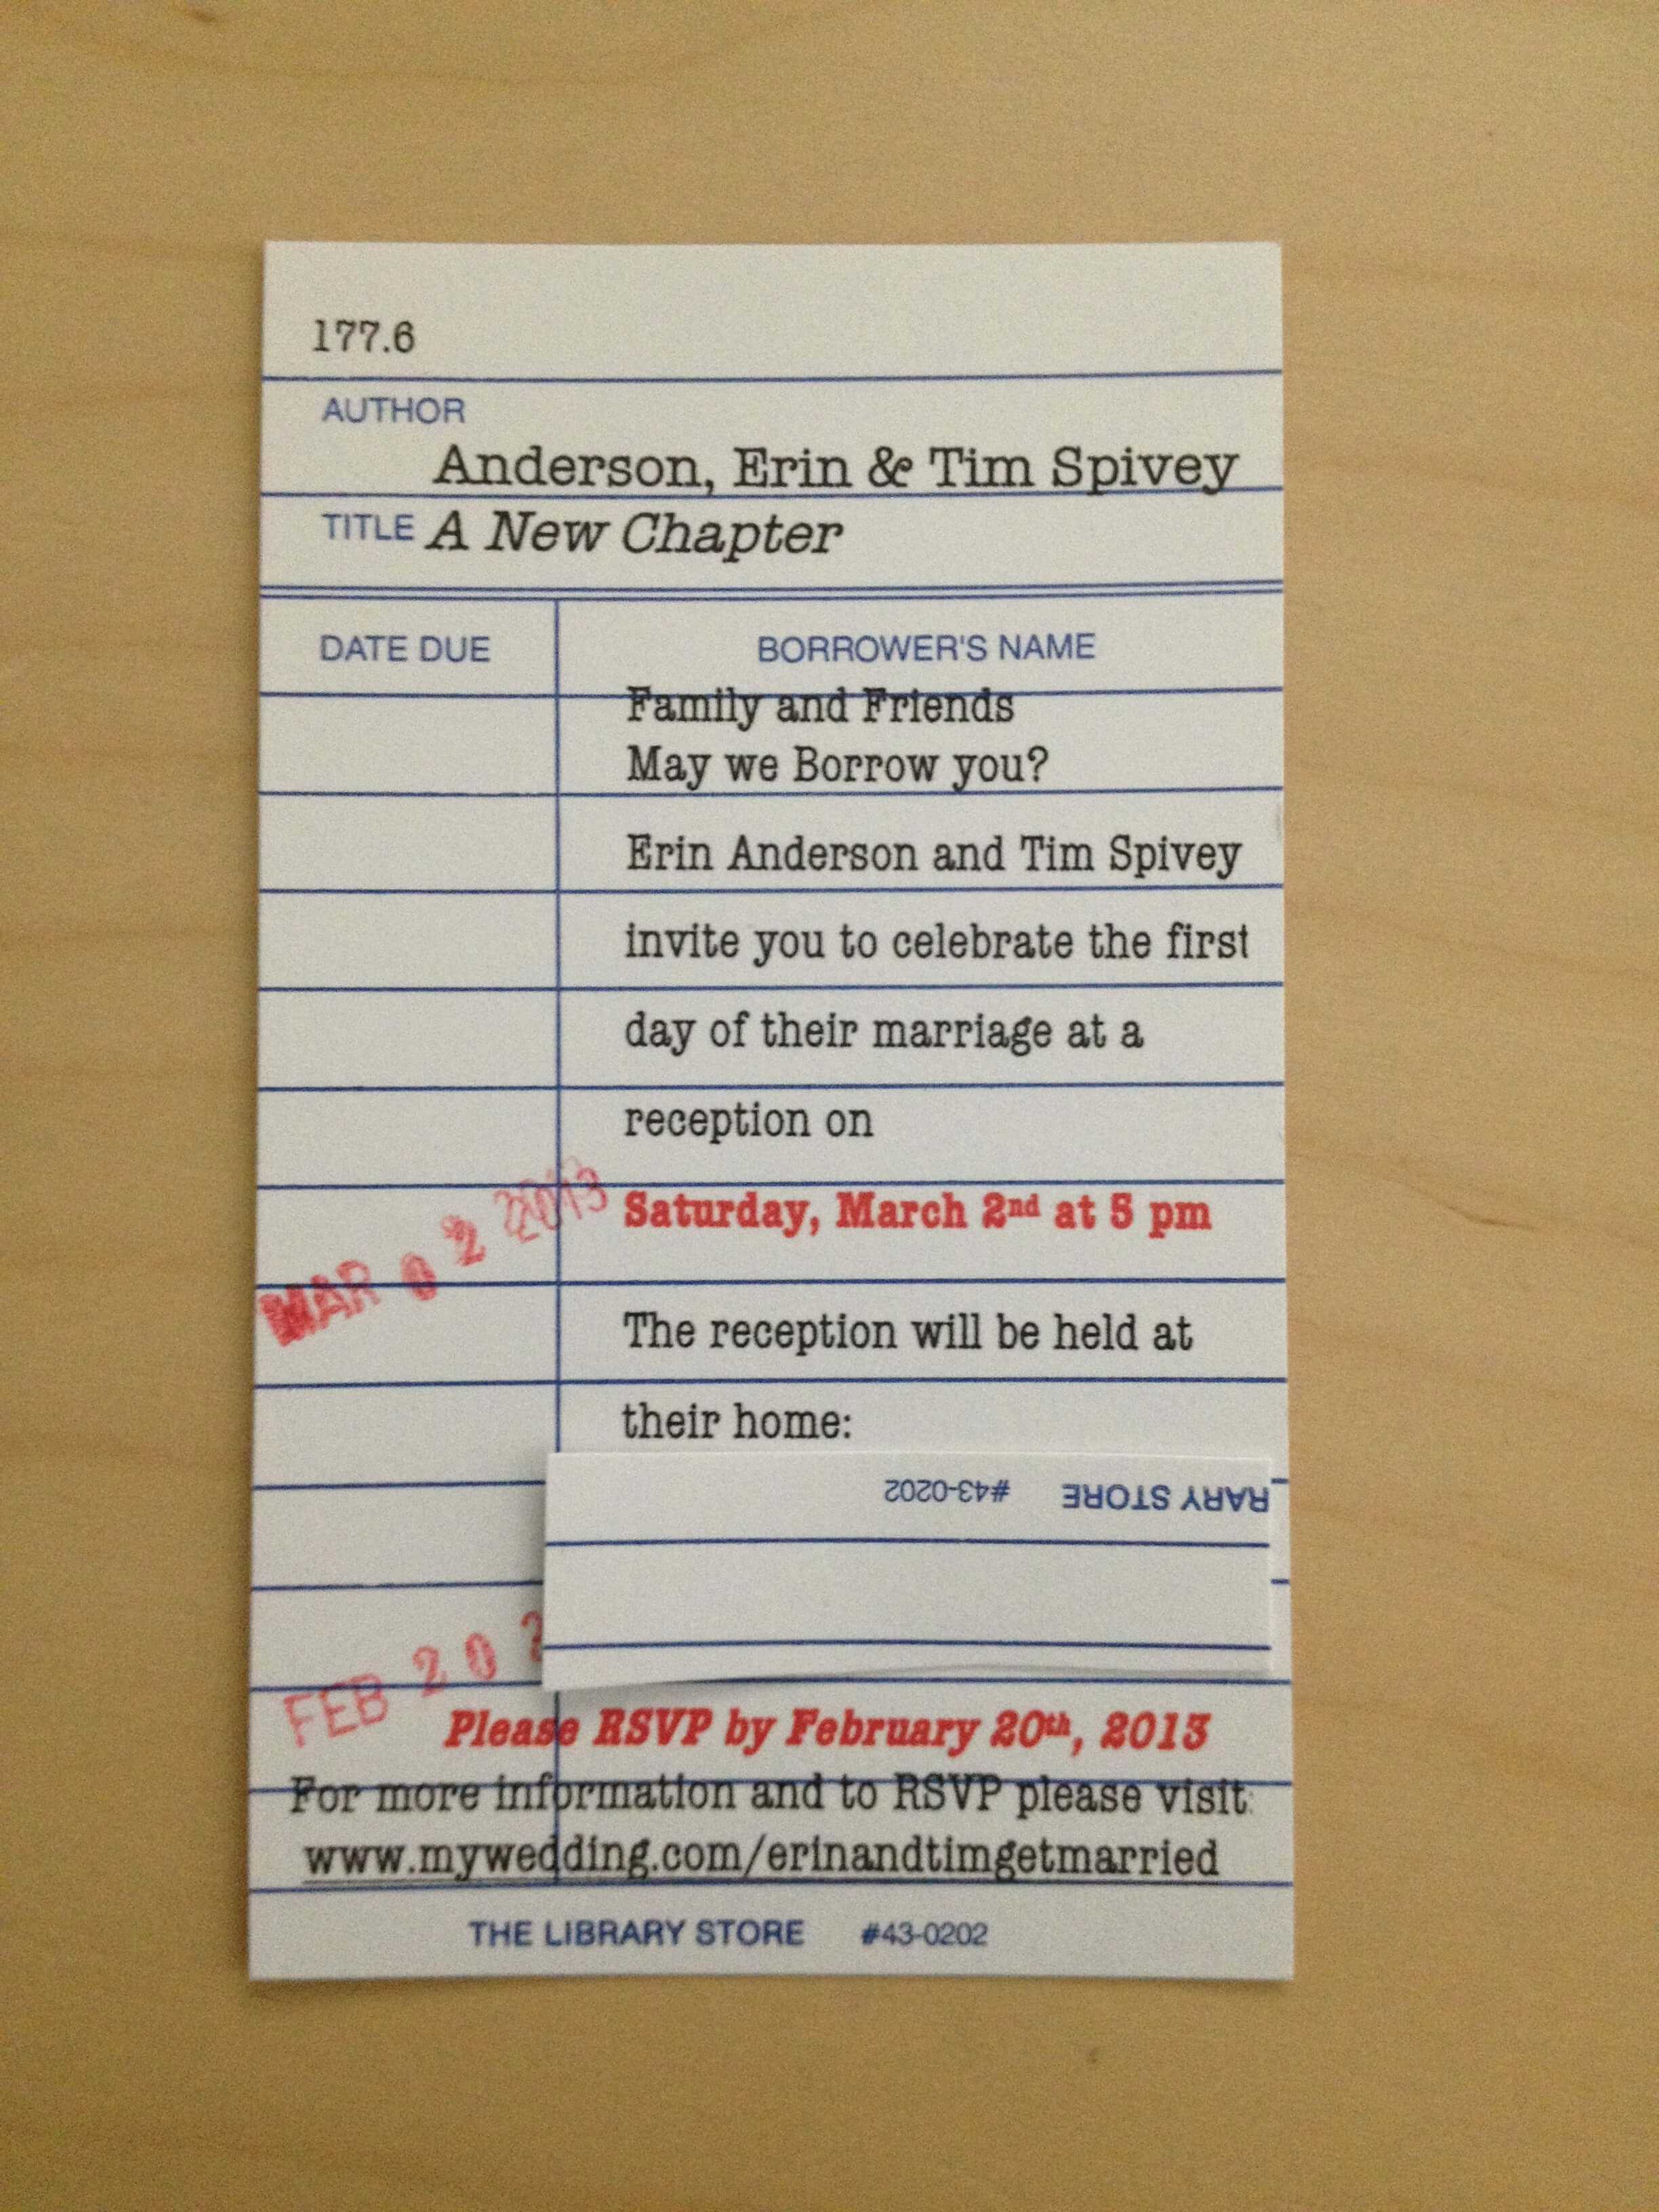 177.6
AUTHOR
Anderson, Erin & Tim Spivey
TITLE A New Chapter
DATE DUE BORROWER'S NAME
Family and Friends
May we Borrow you?
Erin Anderson and Tim Spivey
invite you to celebrate the first
day of their marriage at a
reception on
MAR 02 2013 Saturday, March 2nd at 5 pm
The reception will be held at
their home:
RARY STORE #43-0202
FEB 20 2
Please RSVP by February 20th, 2013
For more information and to RSVP please visit:
www.mywedding.com/erinandtimgetmarried
THE LIBRARY STORE #43-0202